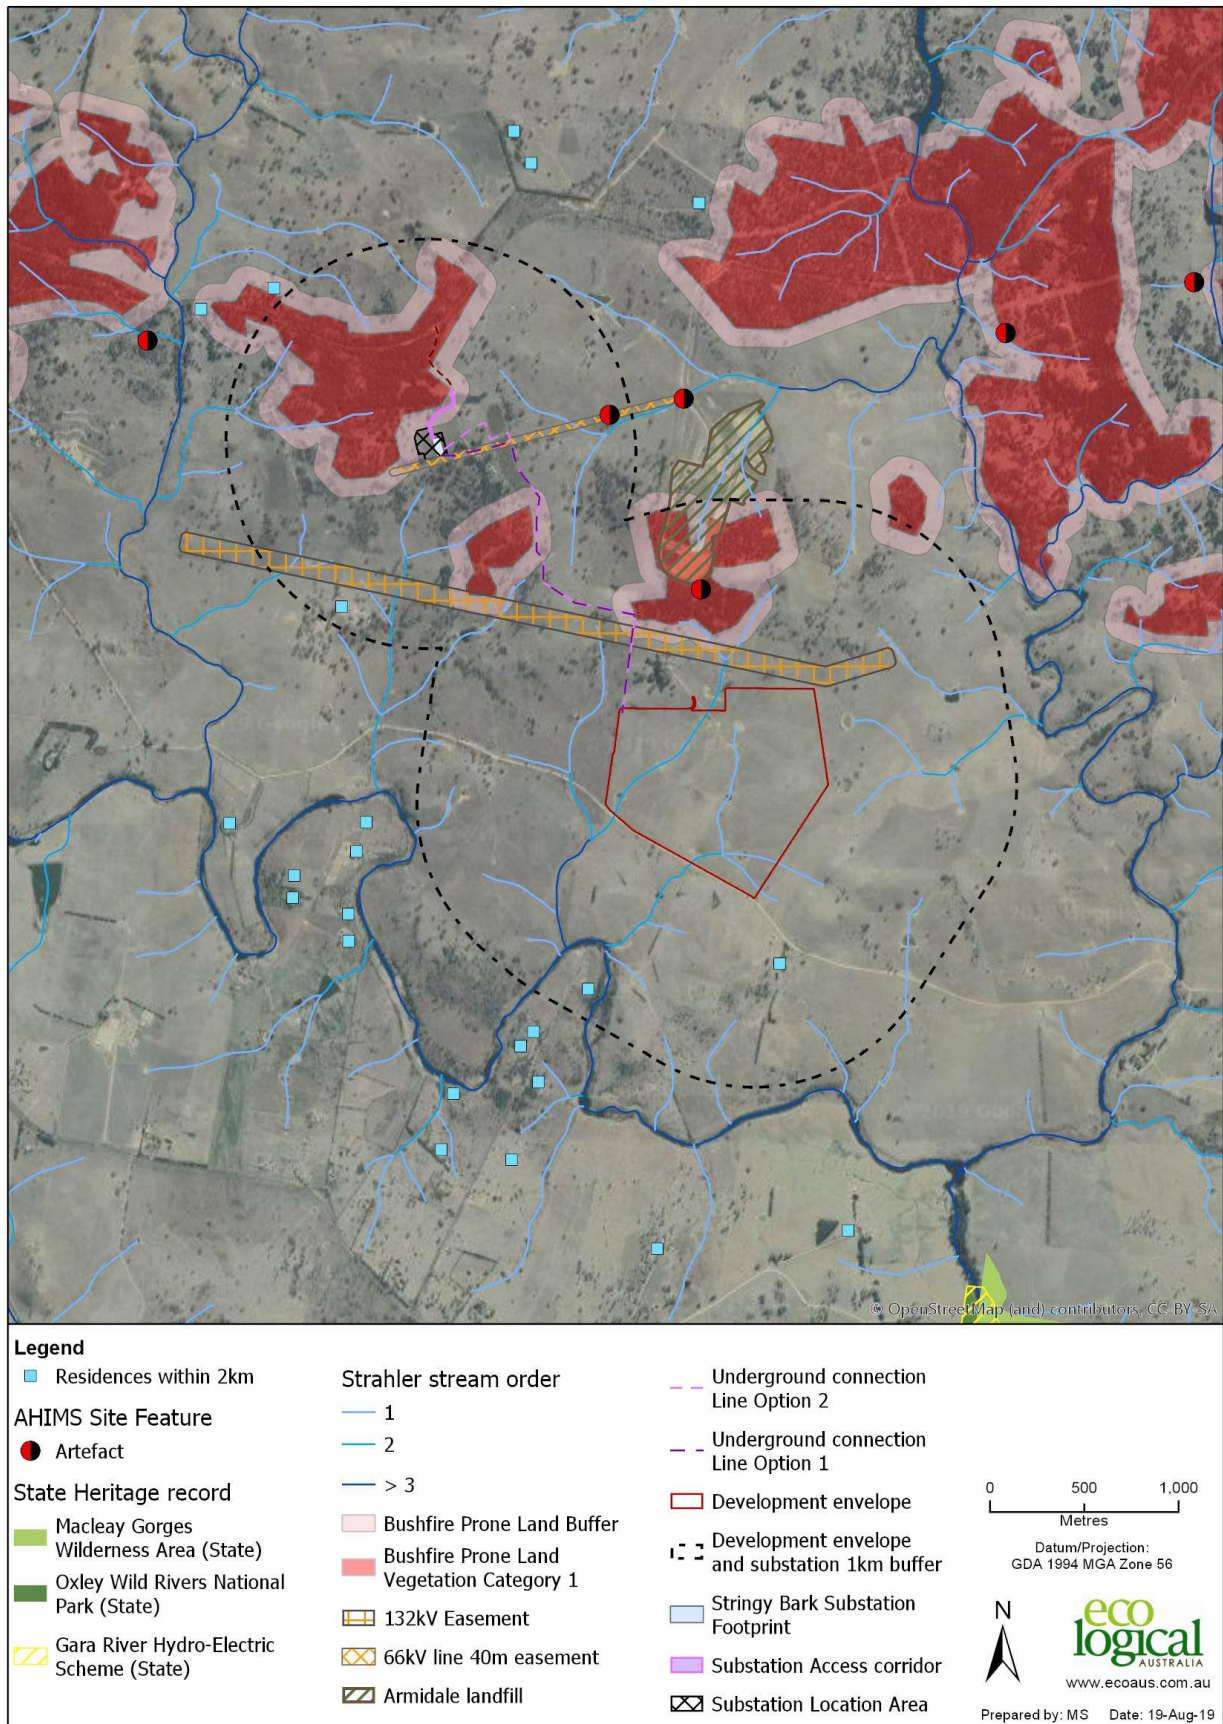 © OpenStreetMap (and) contributors, CC-BY-SA
Legend
Residences within 2km
AHIMS Site Feature
Artefact
State Heritage record
Macleay Gorges
Wilderness Area (State)
Oxley Wild Rivers National
Park (State)
Gara River Hydro-Electric
Scheme (State)
Strahler stream order
1
2
> 3
Bushfire Prone Land Buffer
Bushfire Prone Land
Vegetation Category 1
132kV Easement
66kV line 40m easement
Armidale landfill
Underground connection
Line Option 2
Underground connection
Line Option 1
Development envelope
Development envelope
and substation 1km buffer
Stringy Bark Substation
Footprint
Substation Access corridor
Substation Location Area
0 500 1,000
Metres
Datum/Projection:
GDA 1994 MGA Zone 56
N
eco
logical
AUSTRALIA
www.ecoaus.com.au
Prepared by: MS Date: 19-Aug-19